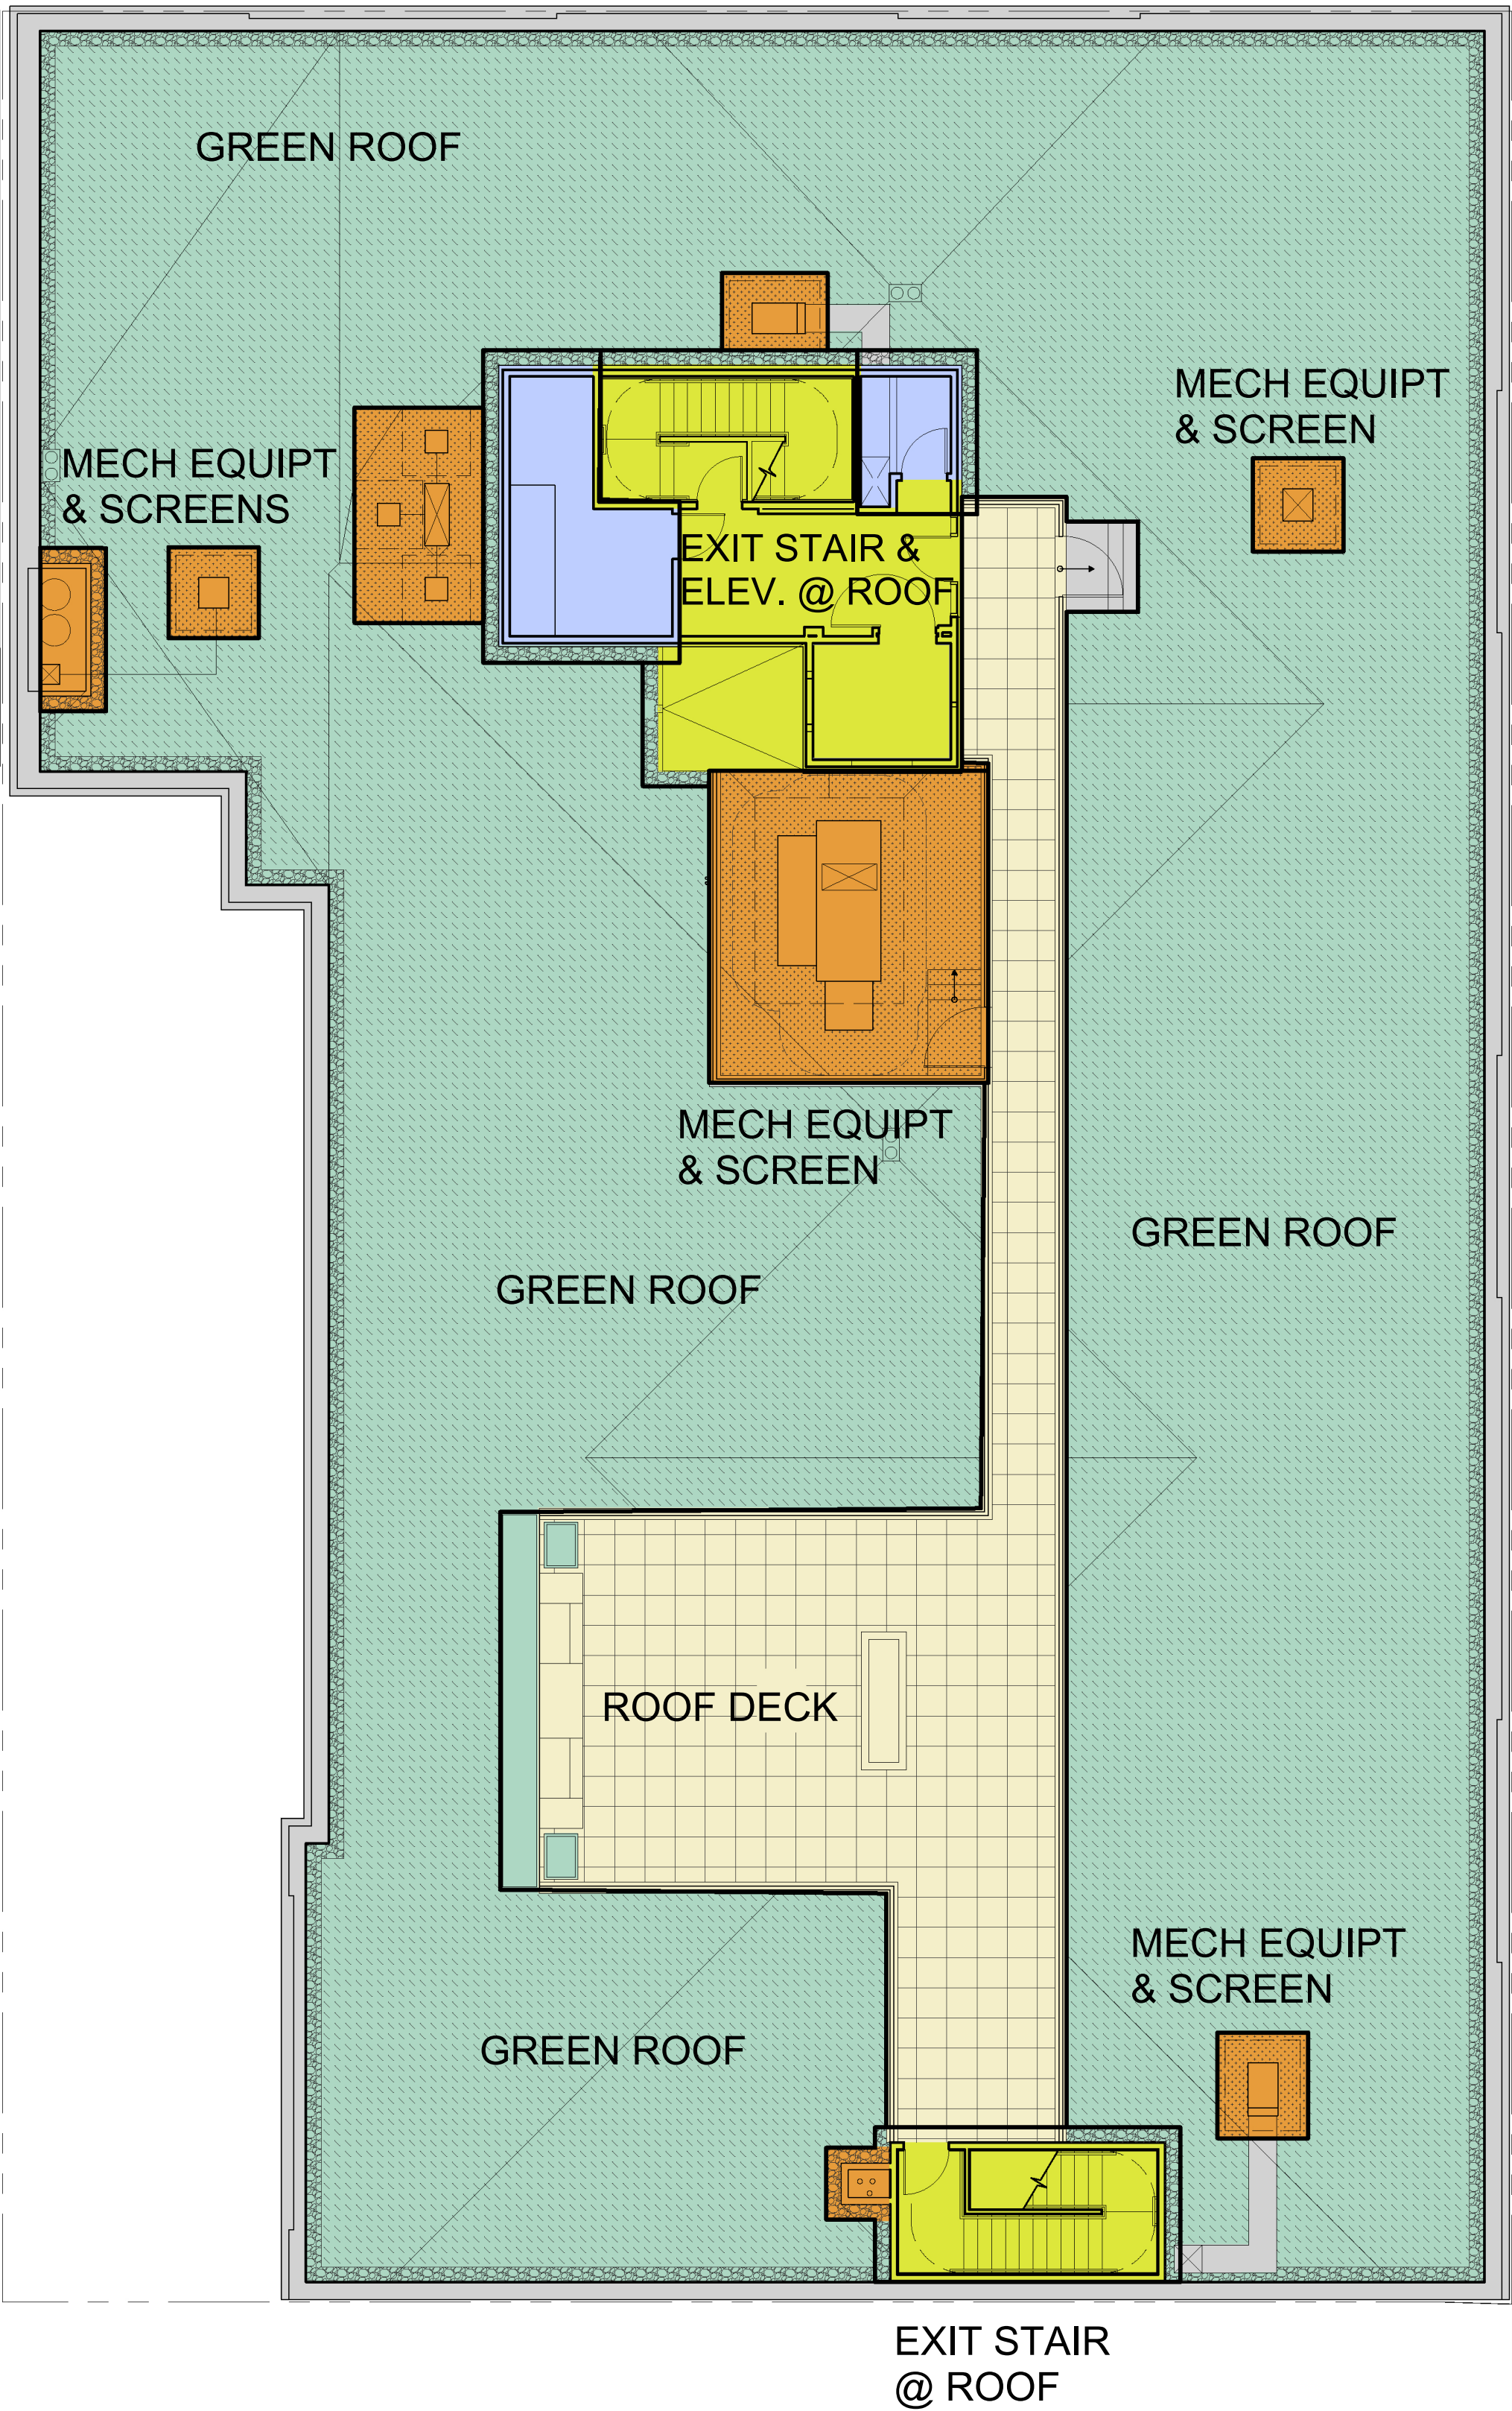 GREEN ROOF
MECH EQUIPT
& SCREEN
MECH EQUIPT
& SCREENS
EXIT STAIR &
ELEV. @ ROOF
MECH EQUIPT
& SCREEN
GREEN ROOF
GREEN ROOF
ROOF DECK
MECH EQUIPT
& SCREEN
GREEN ROOF
EXIT STAIR
@ ROOF